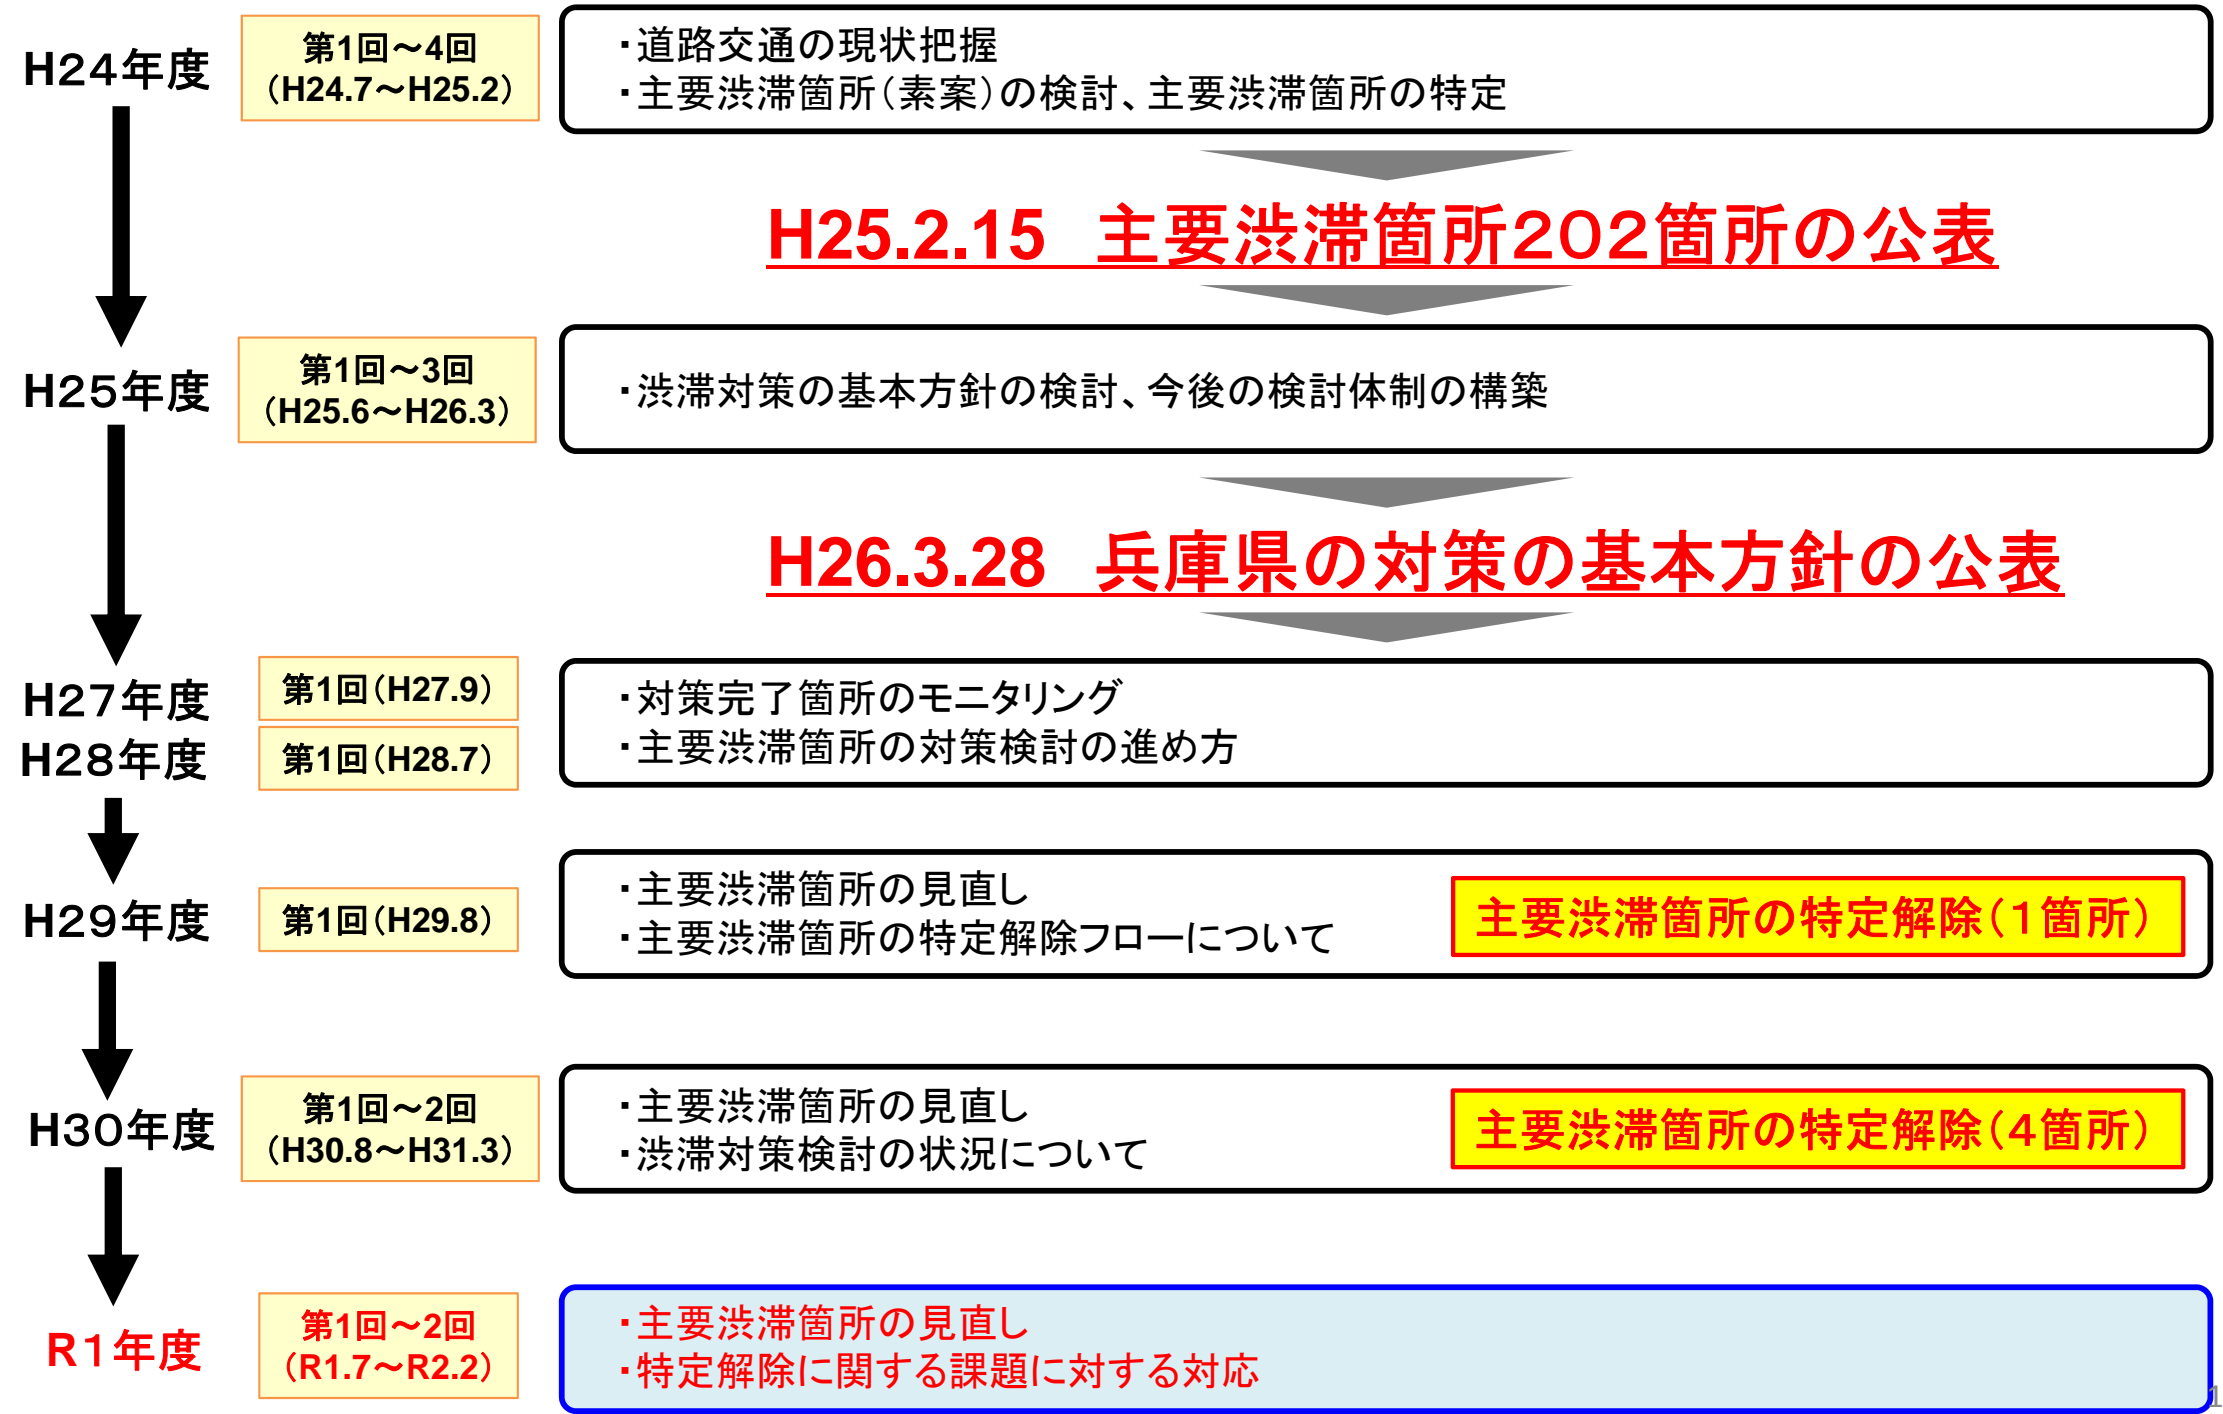 H24年度
第1回～4回
（H24.7～H25.2）
・道路交通の現状把握
・主要渋滞箇所（素案）の検討、主要渋滞箇所の特定
H25.2.15　主要渋滞箇所２０２箇所の公表
H25年度
第1回～3回
（H25.6～H26.3）
・渋滞対策の基本方針の検討、今後の検討体制の構築
H26.3.28　兵庫県の対策の基本方針の公表
H27年度
第1回（H27.9）
H28年度
第1回（H28.7）
・対策完了箇所のモニタリング
・主要渋滞箇所の対策検討の進め方
H29年度
第1回（H29.8）
・主要渋滞箇所の見直し
・主要渋滞箇所の特定解除フローについて
主要渋滞箇所の特定解除（１箇所）
H30年度
第1回～2回
（H30.8～H31.3）
・主要渋滞箇所の見直し
・渋滞対策検討の状況について
主要渋滞箇所の特定解除（４箇所）
R１年度
第1回～2回
（R1.7～R2.2）
・主要渋滞箇所の見直し
・特定解除に関する課題に対する対応
1